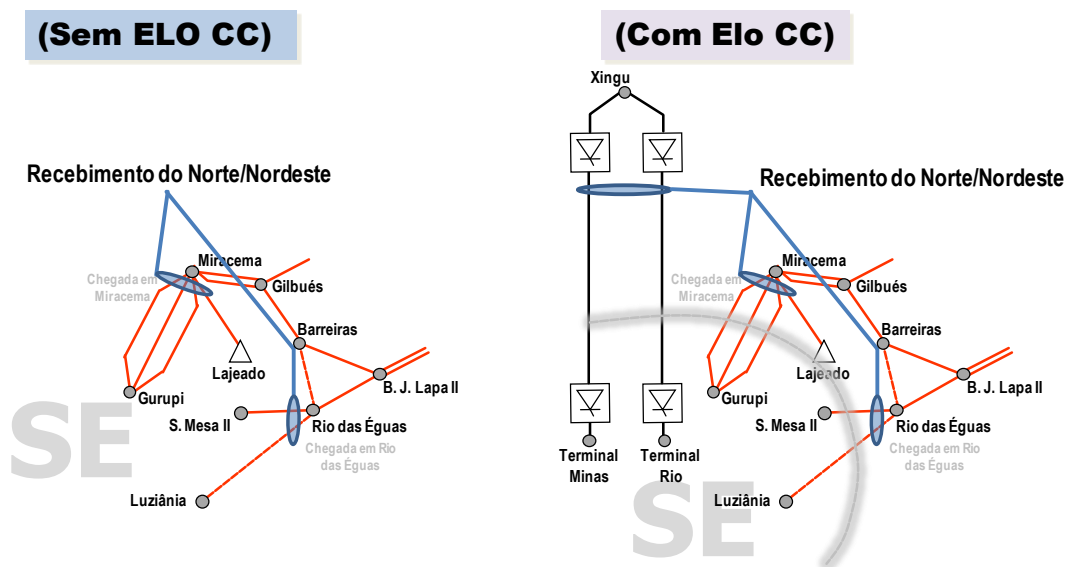 (Sem ELO CC)
Recebimento do Norte/Nordeste
Miracema
Chegada em
Miracema
Gilbués
Barreiras
Lajeado
B. J. Lapa II
Gurupi
S. Mesa II
Rio das Éguas
SE
Chegada em Rio
das Éguas
Luziânia
(Com Elo CC)
Xingu
Recebimento do Norte/Nordeste
Miracema
Chegada em
Miracema
Gilbués
Barreiras
Lajeado
B. J. Lapa II
Gurupi
S. Mesa II
Rio das Éguas
Chegada em Rio
das Éguas
Terminal
Minas
Terminal
Rio
SE
Luziânia